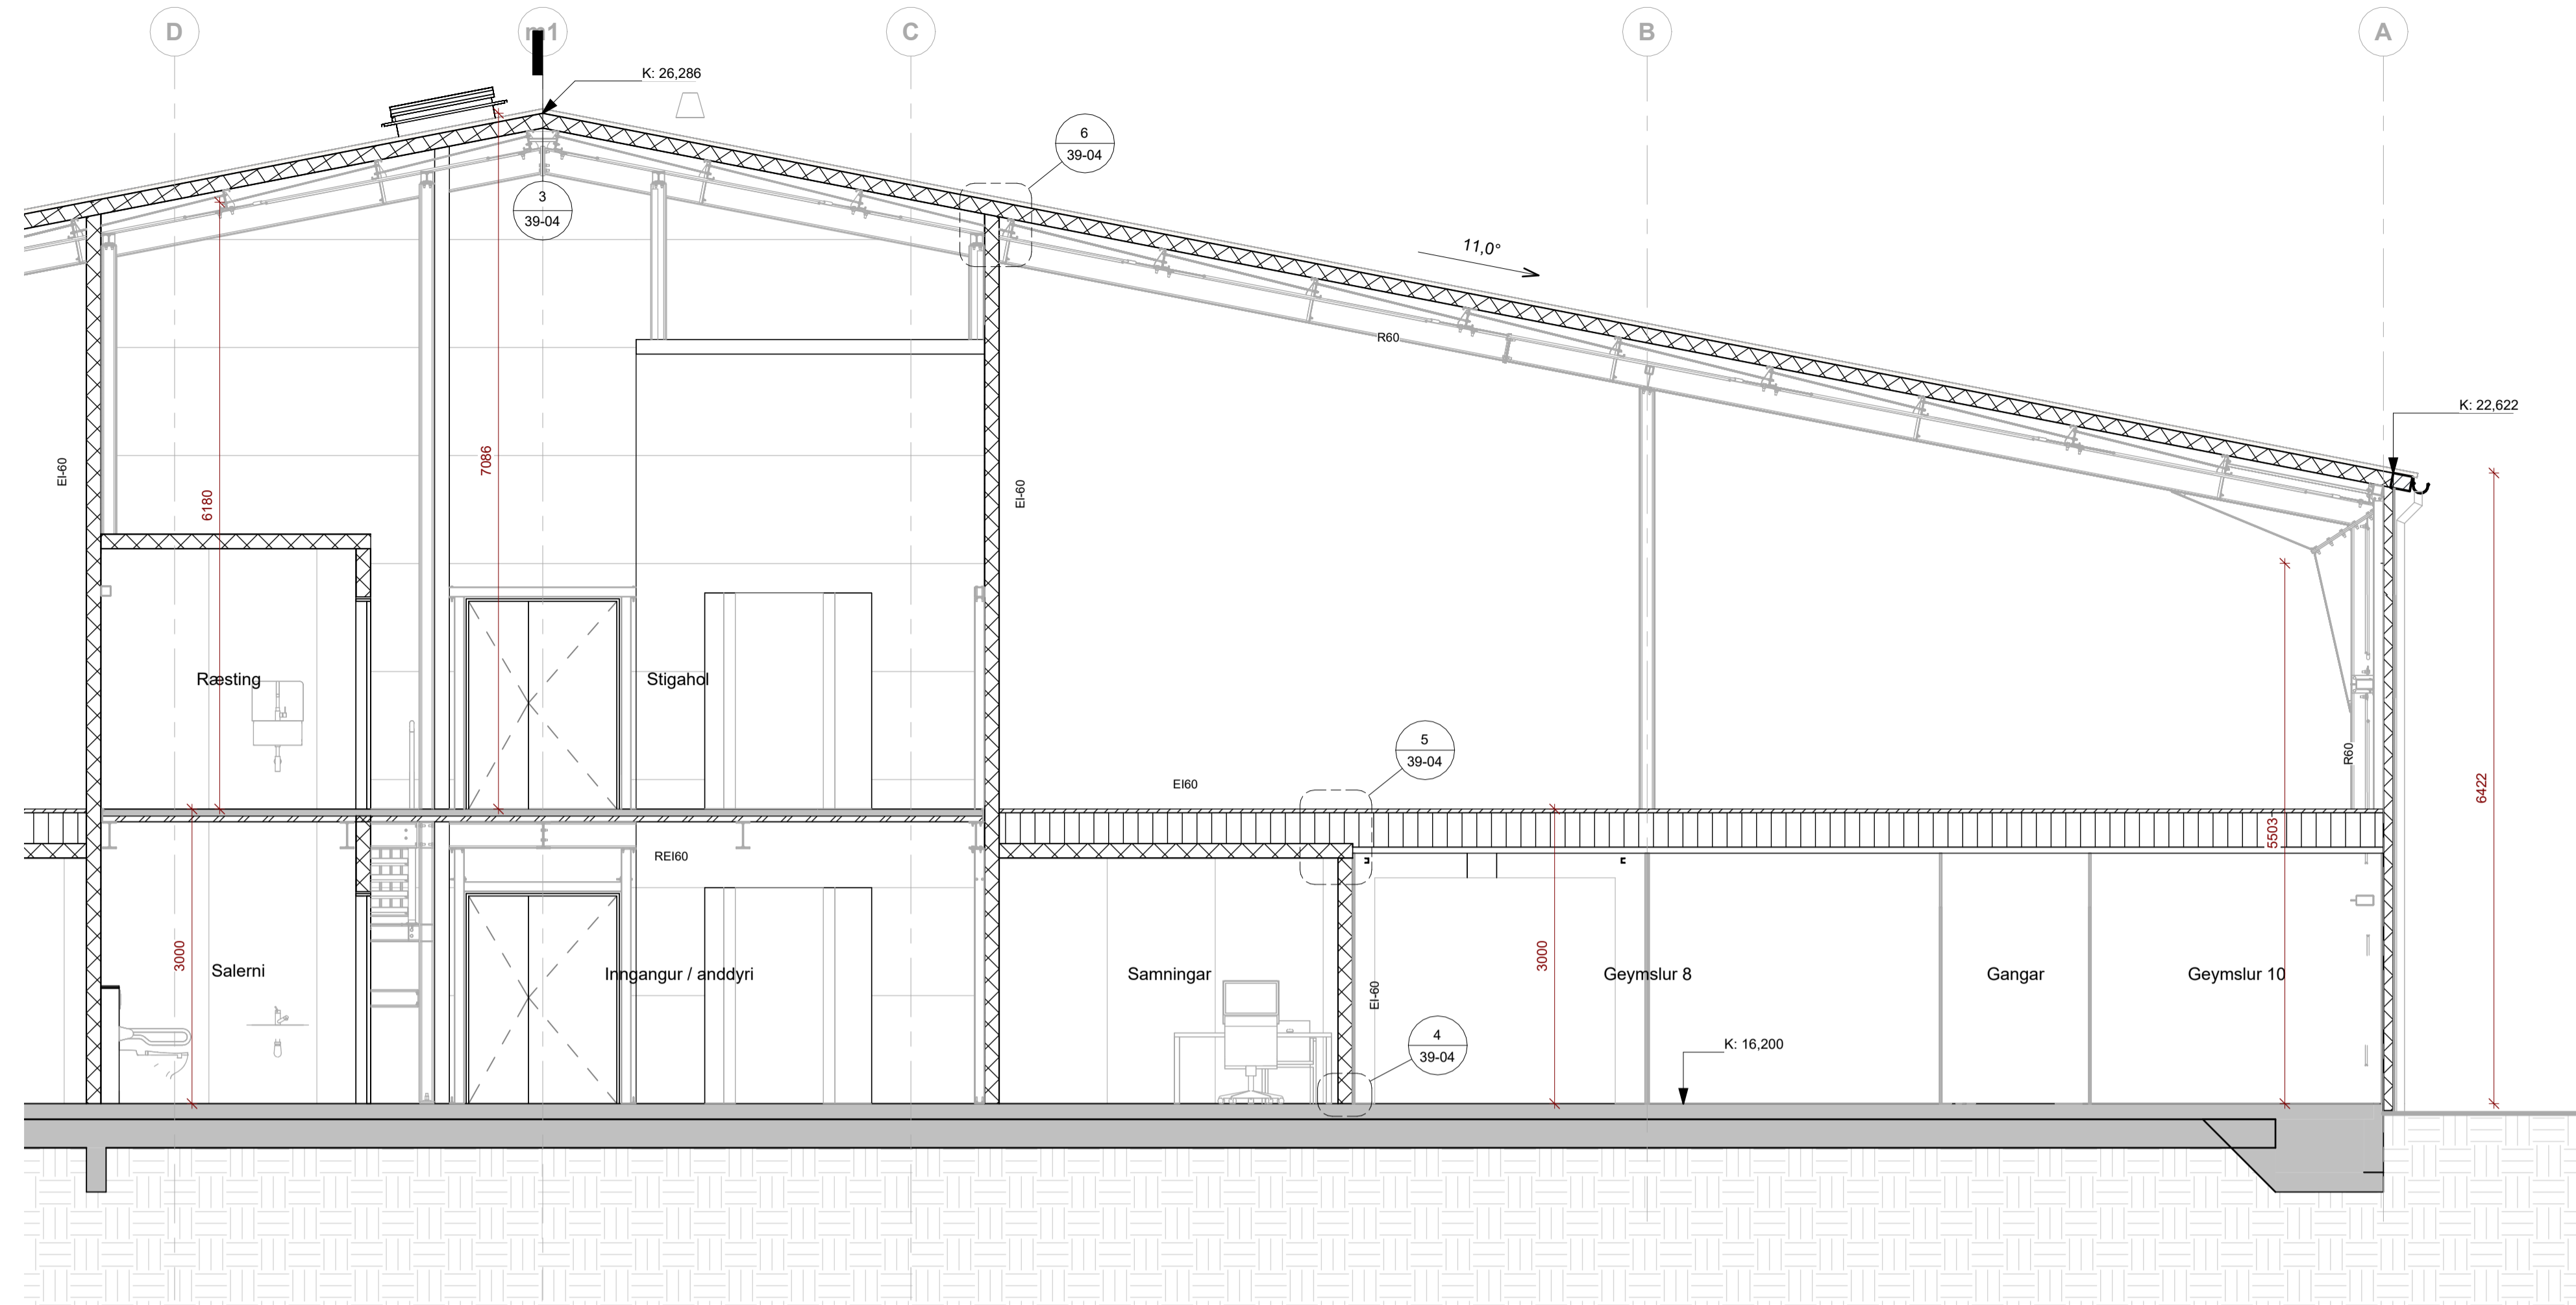 D
m1
C
B
A
K: 26,286
6
39-04
3
39-04
11,0°
R60
K: 22,622
EI-60
6180
7086
EI-60
Ræsting
Stigahol
5
39-04
EI60
R60
6422
5503
REI60
3000
Salerni
Inngangur / anddyri
Samningar
EI-60
3000
Geymslur 8
Gangar
Geymslur 10
4
39-04
K: 16,200